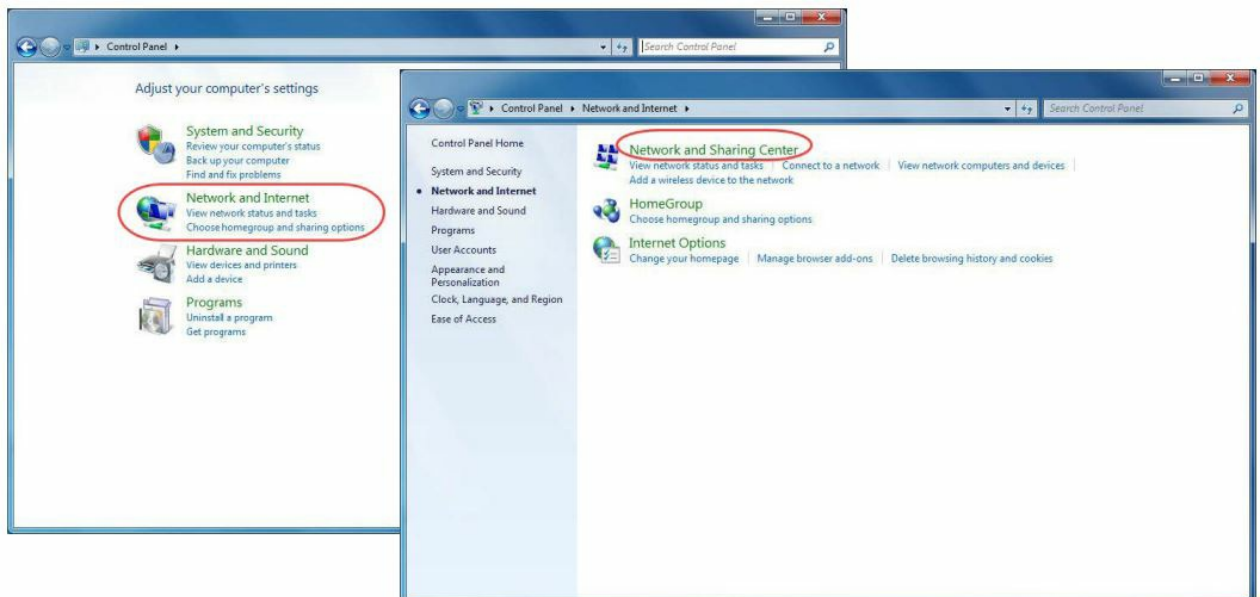 Control Panel
Search Control Panel
Adjust your computer's settings
System and Security
Review your computer's status
Back up your computer
Find and fix problems
Network and Internet
View network status and tasks
Choose homegroup and sharing options
Hardware and Sound
View devices and printers
Add a device
Programs
Uninstall a program
Get programs
Control Panel Network and Internet
Search Control Panel
Control Panel Home
System and Security
Network and Internet
Hardware and Sound
Programs
User Accounts
Appearance and
Personalization
Clock, Language, and Region
Ease of Access
Network and Sharing Center
View network status and tasks Connect to a network View network computers and devices
Add a wireless device to the network
HomeGroup
Choose homegroup and sharing options
Internet Options
Change your homepage Manage browser add-ons Delete browsing history and cookies